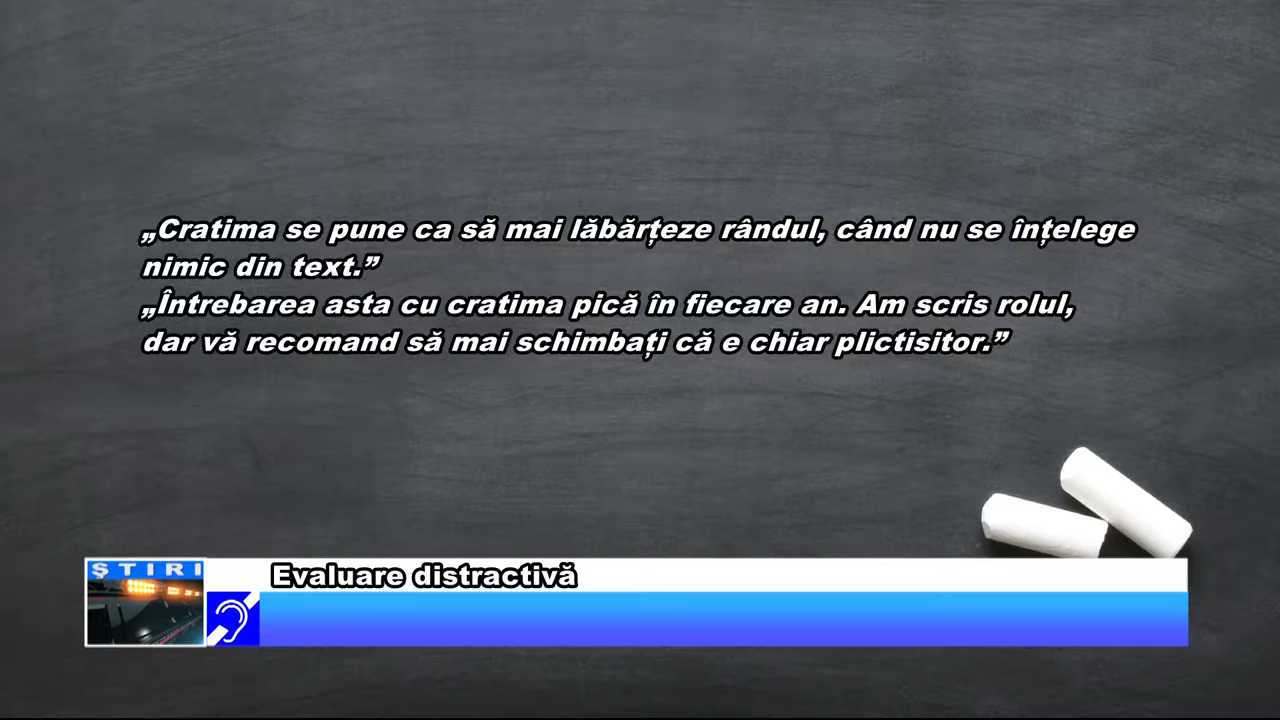 „Cratima se pune ca să mai lăbărțeze rândul, când nu se înțelege
nimic din text.”
„Întrebarea asta cu cratima pică în fiecare an. Am scris rolul,
dar vă recomand să mai schimbați că e chiar plictisitor.”
ŞTIRI
Evaluare distractivă